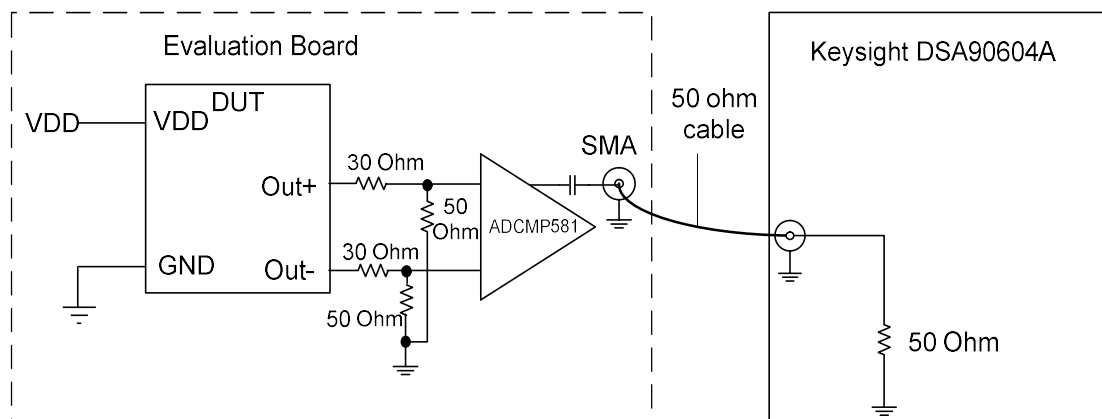 Evaluation Board
Keysight DSA90604A
DUT
VDD
VDD
50 ohm
cable
SMA
30 Ohm
Out+
50
Ohm
ADCMP581
30 Ohm
GND
Out-
50 Ohm
50 Ohm